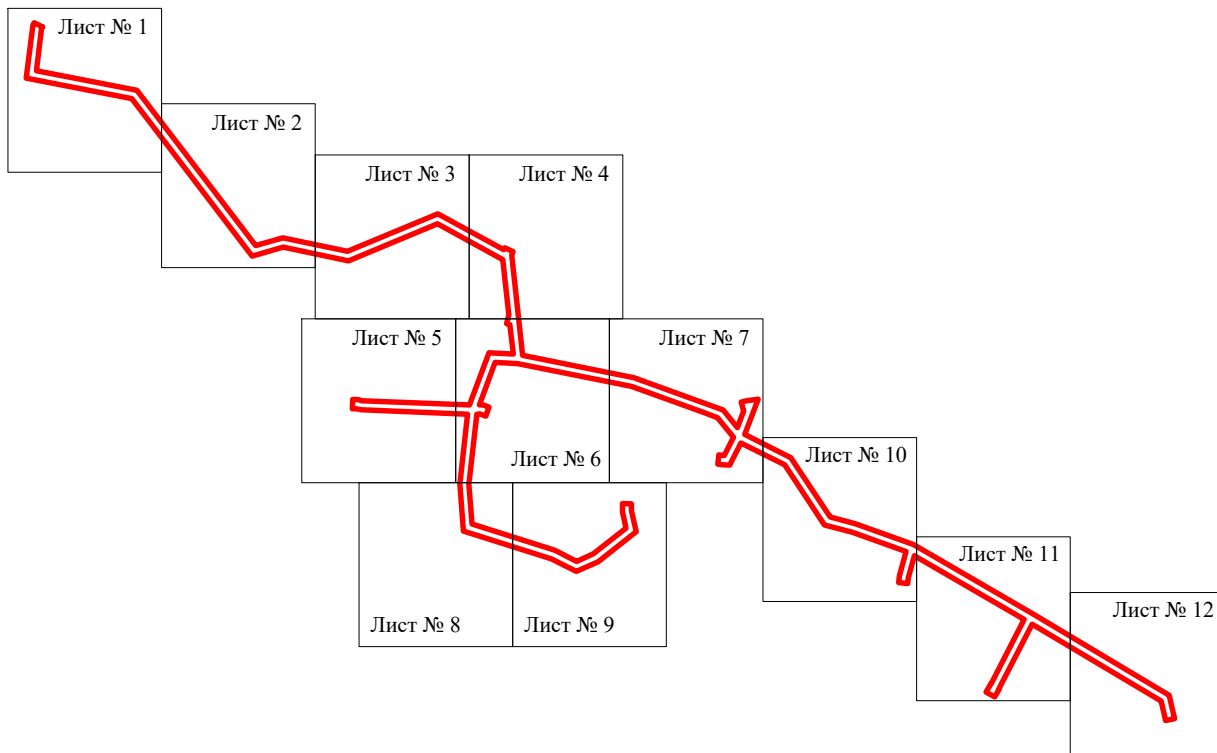 Лист № 1
Лист № 2
Лист № 3
Лист № 4
Лист № 5
Лист № 7
Лист № 6
Лист № 10
Лист № 11
Лист № 12
Лист № 8
Лист № 9